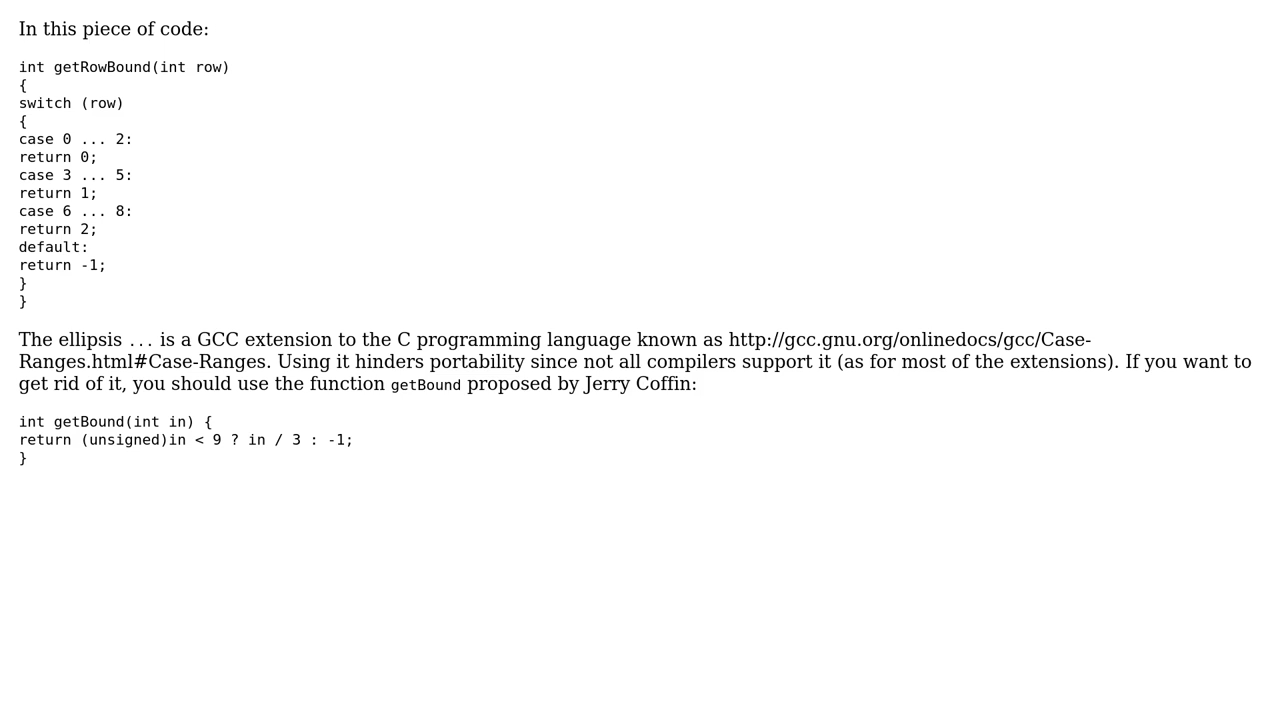 In this piece of code:
int getRowBound(int row)
{
switch (row)
{
case 0 ... 2:
return 0;
case 3 ... 5:
return 1;
case 6 ... 8:
return 2;
default:
return -1;
}
}
The ellipsis ... is a GCC extension to the C programming language known as http://gcc.gnu.org/onlinedocs/gcc/Case-
Ranges.html#Case-Ranges. Using it hinders portability since not all compilers support it (as for most of the extensions). If you want to
get rid of it, you should use the function getBound proposed by Jerry Coffin:
int getBound(int in) {
return (unsigned)in < 9 ? in / 3 : -1;
}